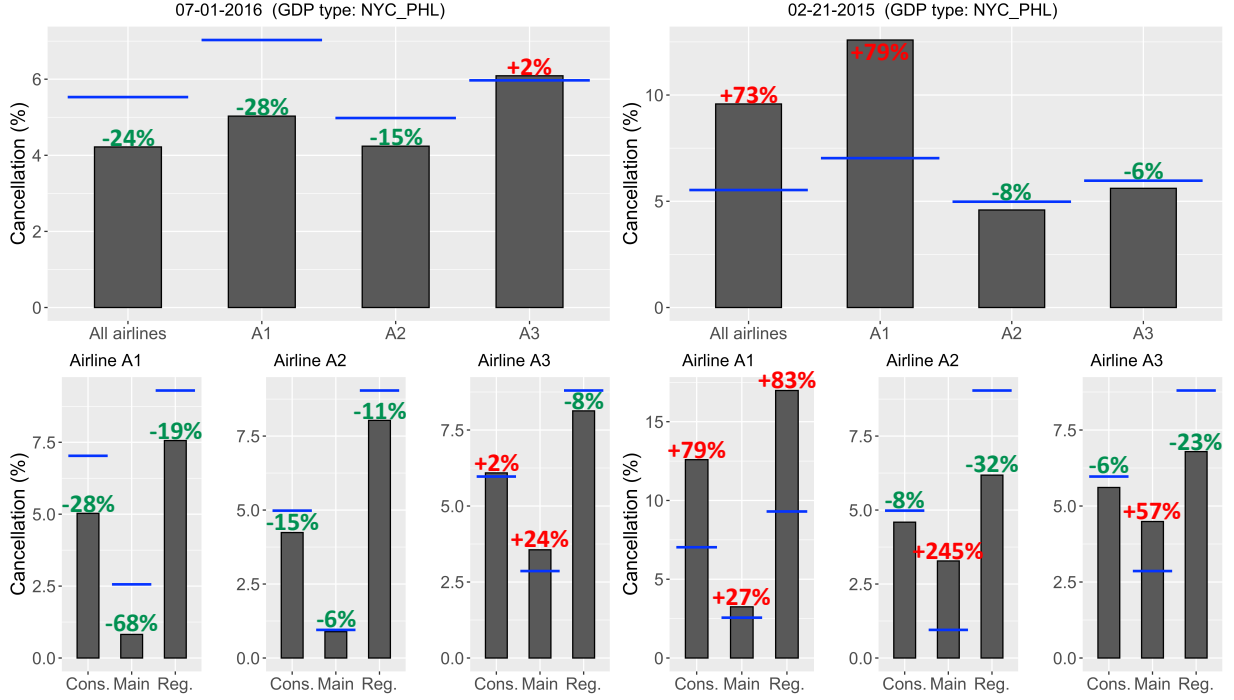 07-01-2016 (GDP type: NYC_PHL)
Cancellation (%)
6
4
2
0
-24%
-28%
-15%
+2%
All airlines A1 A2 A3
02-21-2015 (GDP type: NYC_PHL)
Cancellation (%)
10
5
0
+73%
+79%
-8%
-6%
All airlines A1 A2 A3
Airline A1
Cancellation (%)
7.5
5.0
2.5
0.0
-28%
-68%
-19%
Cons. Main Reg.
Airline A2
7.5
5.0
2.5
0.0
-15%
-6%
-11%
Cons. Main Reg.
Airline A3
7.5
5.0
2.5
0.0
+2%
+24%
-8%
Cons. Main Reg.
Airline A1
Cancellation (%)
15
10
5
0
+79%
+27%
+83%
Cons. Main Reg.
Airline A2
7.5
5.0
2.5
0.0
-8%
+245%
-32%
Cons. Main Reg.
Airline A3
7.5
5.0
2.5
0.0
-6%
+57%
-23%
Cons. Main Reg.